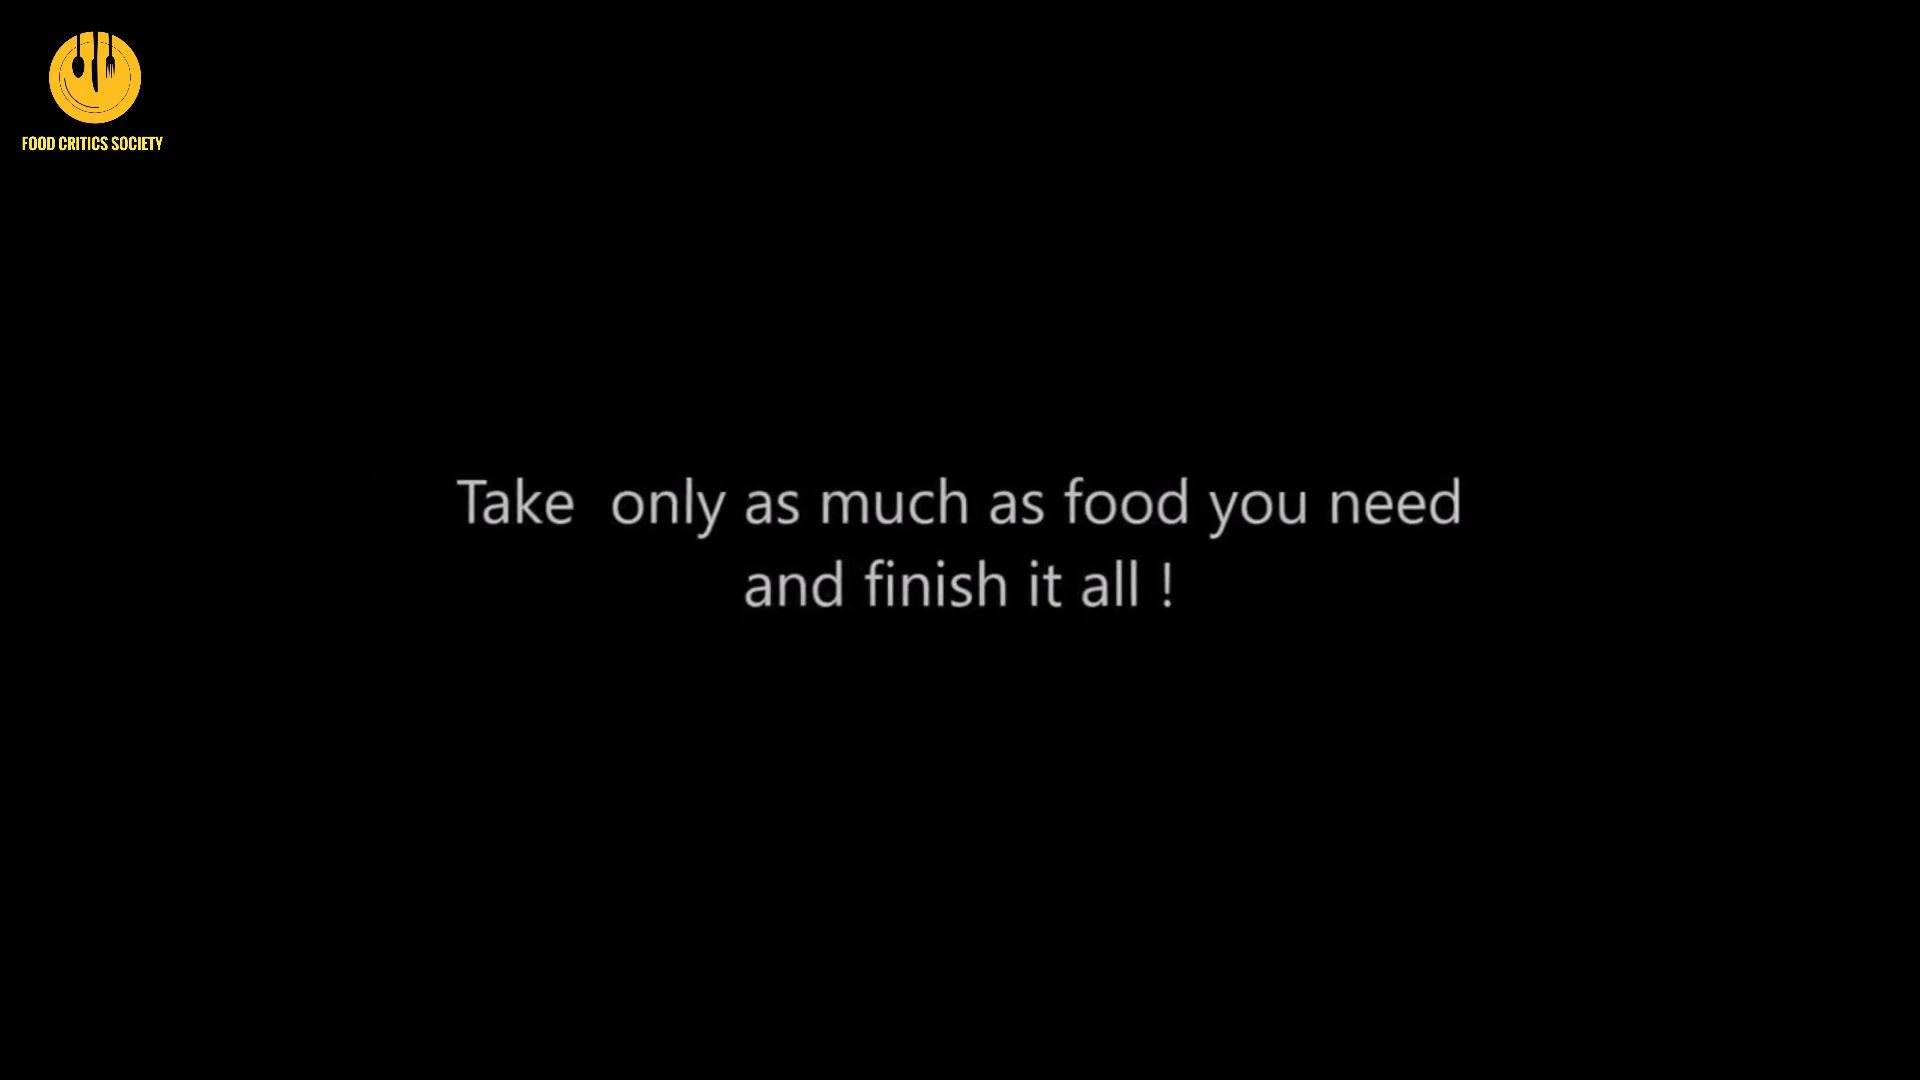 FOOD CRITICS SOCIETY
Take  only as much as food you need
and finish it all !